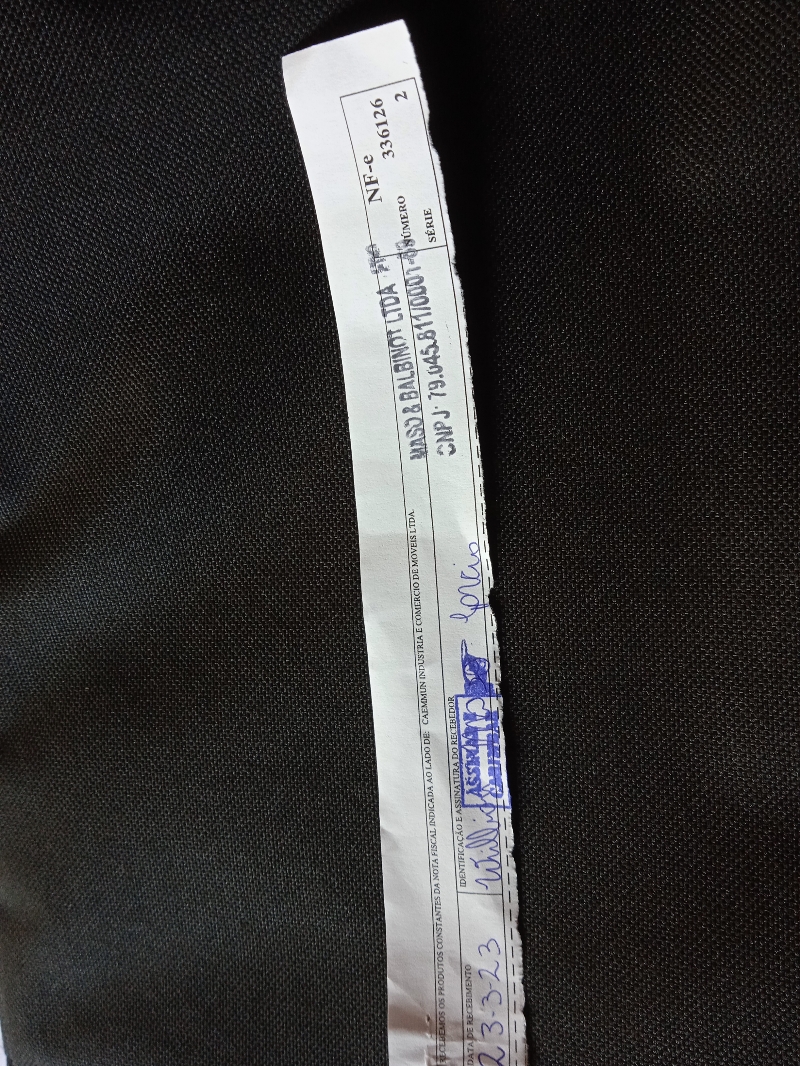 RECEBEMOS OS PRODUTOS CONSTANTES DA NOTA FISCAL INDICADA AO LADO DE: CAEMMUN INDUSTRIA E COMERCIO DE MOVEIS LTDA.
MASO & BALBINOT LTDA
CNPJ: 79.045.811/0001-
NF-e
NÚMERO 336126
SÉRIE 2
DATA DE RECEBIMENTO
23-3-23
IDENTIFICAÇÃO E ASSINATURA DO RECEBEDOR